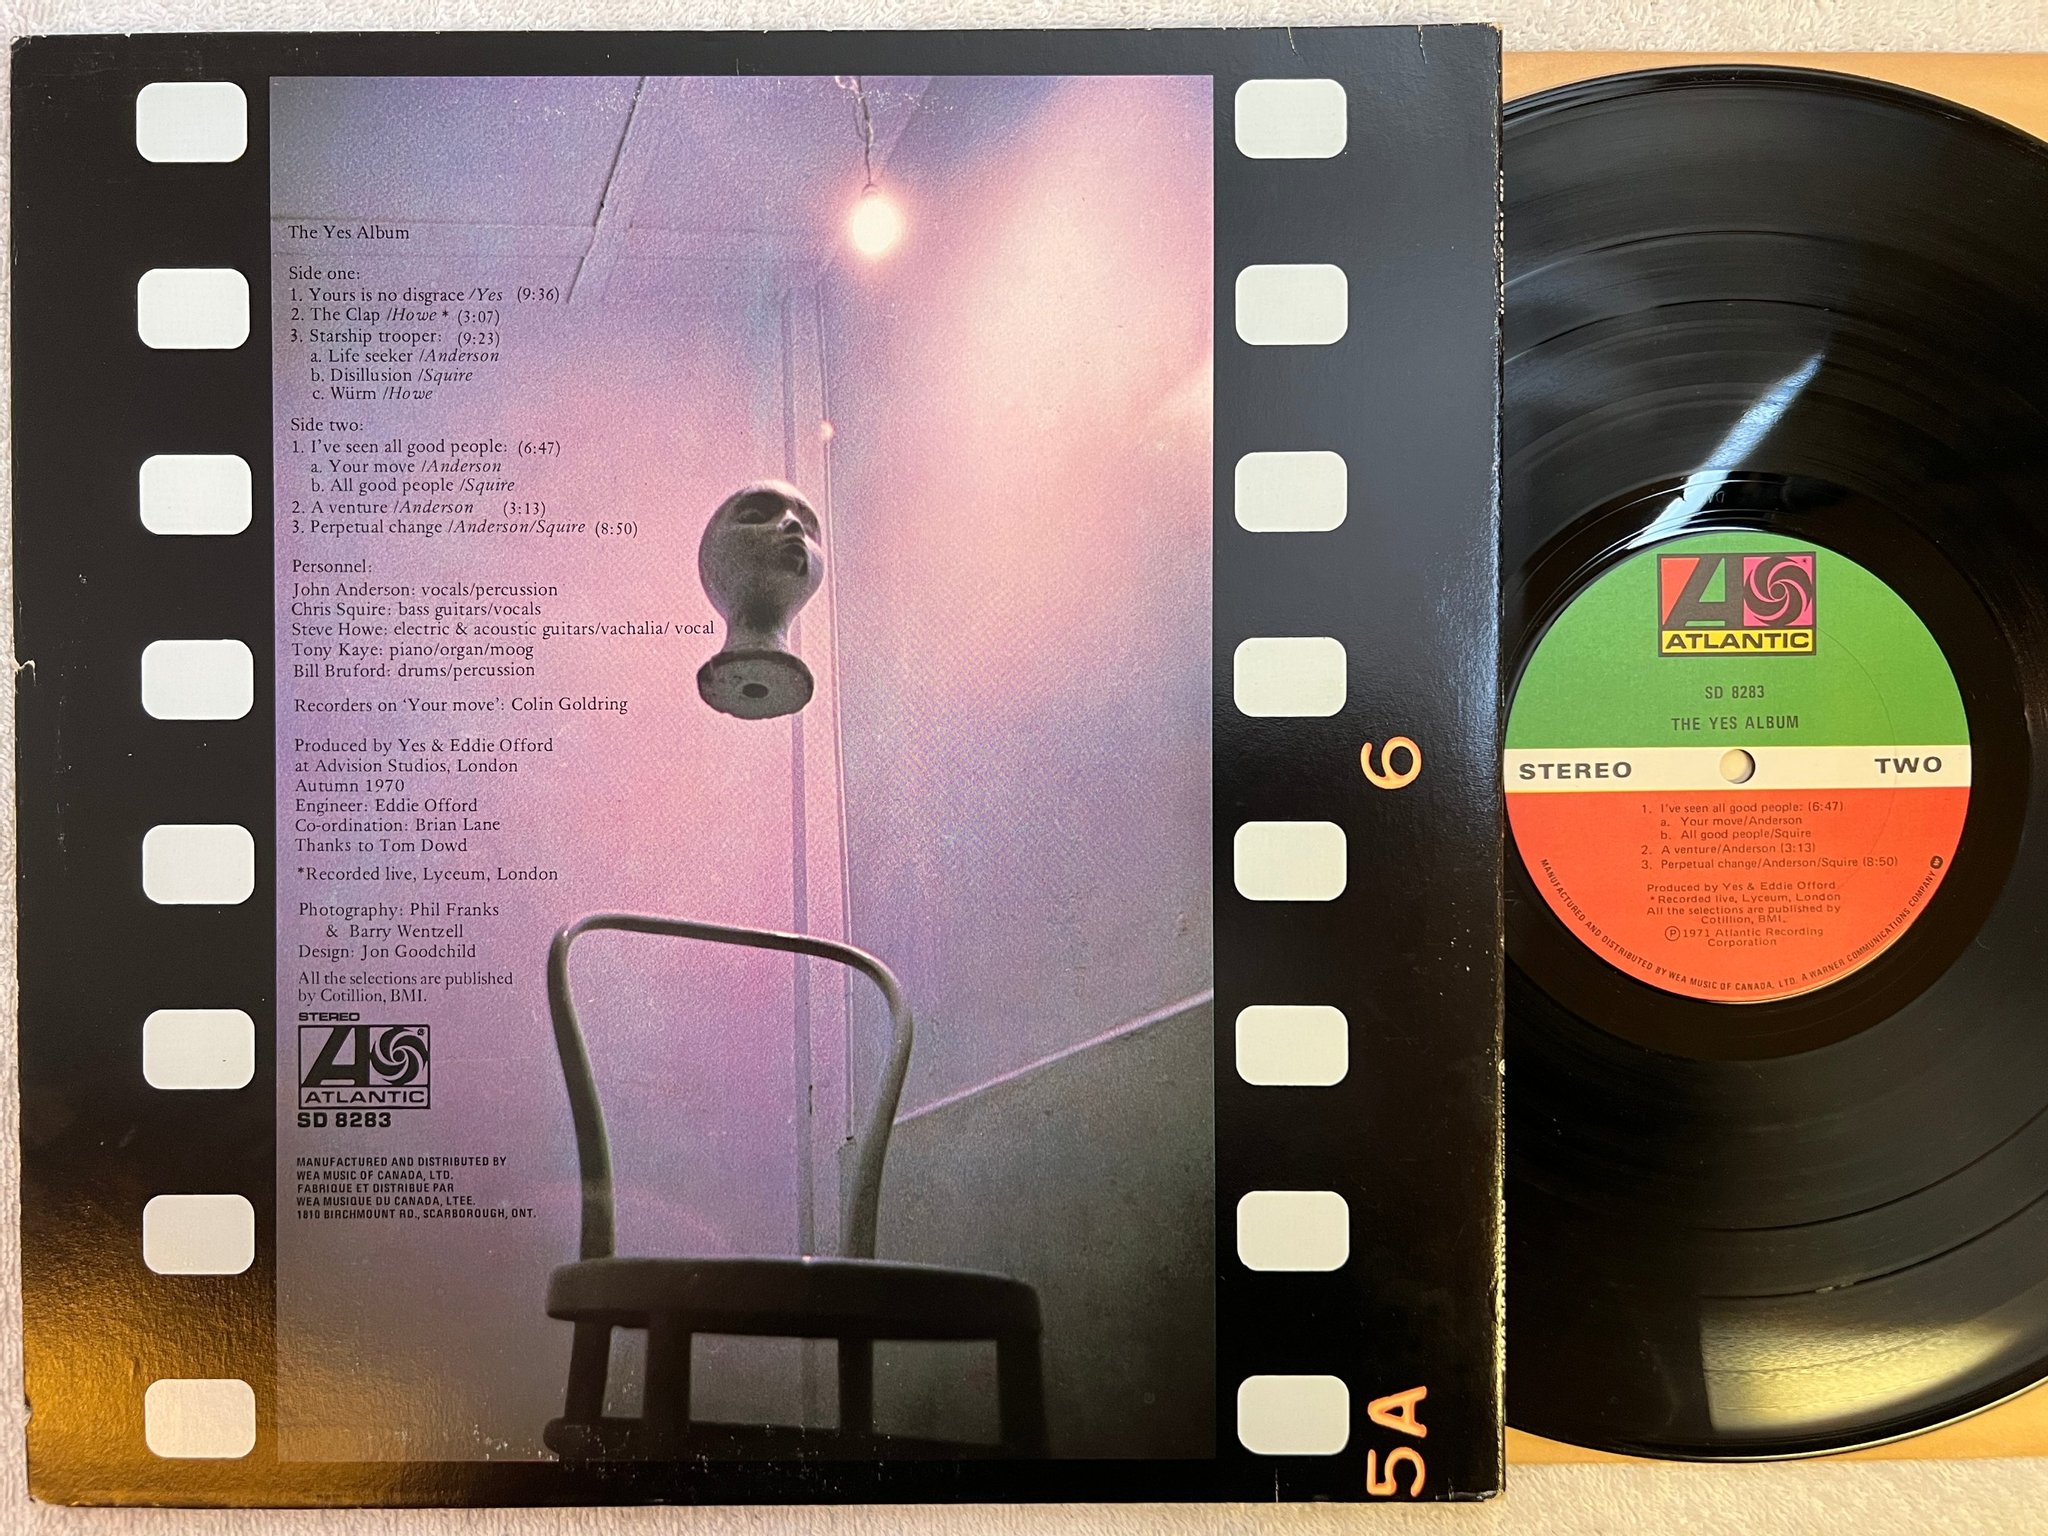 The Yes Album
Side one:
1. Yours is no disgrace /Yes (9:36)
2. The Clap /Howe * (3:07)
3. Starship trooper: (9:23)
a. Life seeker /Anderson
b. Disillusion /Squire
c. Würm /Howe
Side two:
1. I've seen all good people: (6:47)
a. Your move /Anderson
b. All good people /Squire
2. A venture /Anderson (3:13)
3. Perpetual change /Anderson/Squire (8:50)
Personnel:
John Anderson: vocals/percussion
Chris Squire: bass guitars/vocals
Steve Howe: electric & acoustic guitars/vachalia/ vocal
Tony Kaye: piano/organ/moog
Bill Bruford: drums/percussion
Recorders on ‘Your move’: Colin Goldring
Produced by Yes & Eddie Offord
at Advision Studios, London
Autumn 1970
Engineer: Eddie Offord
Co-ordination: Brian Lane
Thanks to Tom Dowd
*Recorded live, Lyceum, London
Photography: Phil Franks
& Barry Wentzell
Design: Jon Goodchild
All the selections are published
by Cotillion, BMI.
STEREO
ATLANTIC
SD 8283
MANUFACTURED AND DISTRIBUTED BY
WEA MUSIC OF CANADA, LTD.
FABRIQUE ET DISTRIBUE PAR
WEA MUSIQUE DU CANADA, LTEE.
1810 BIRCHMOUNT RD., SCARBOROUGH, ONT.
6
5A
ATLANTIC
SD 8283
THE YES ALBUM
STEREO TWO
1. I've seen all good people: (6:47)
a. Your move/Anderson
b. All good people/Squire
2. A venture/Anderson (3:13)
3. Perpetual change/Anderson/Squire (8:50)
Produced by Yes & Eddie Offord
* Recorded live, Lyceum, London
All the selections are published by
Cotillion, BMI.
℗ 1971 Atlantic Recording
Corporation
MANUFACTURED AND DISTRIBUTED BY WEA MUSIC OF CANADA, LTD. A WARNER COMMUNICATIONS COMPANY